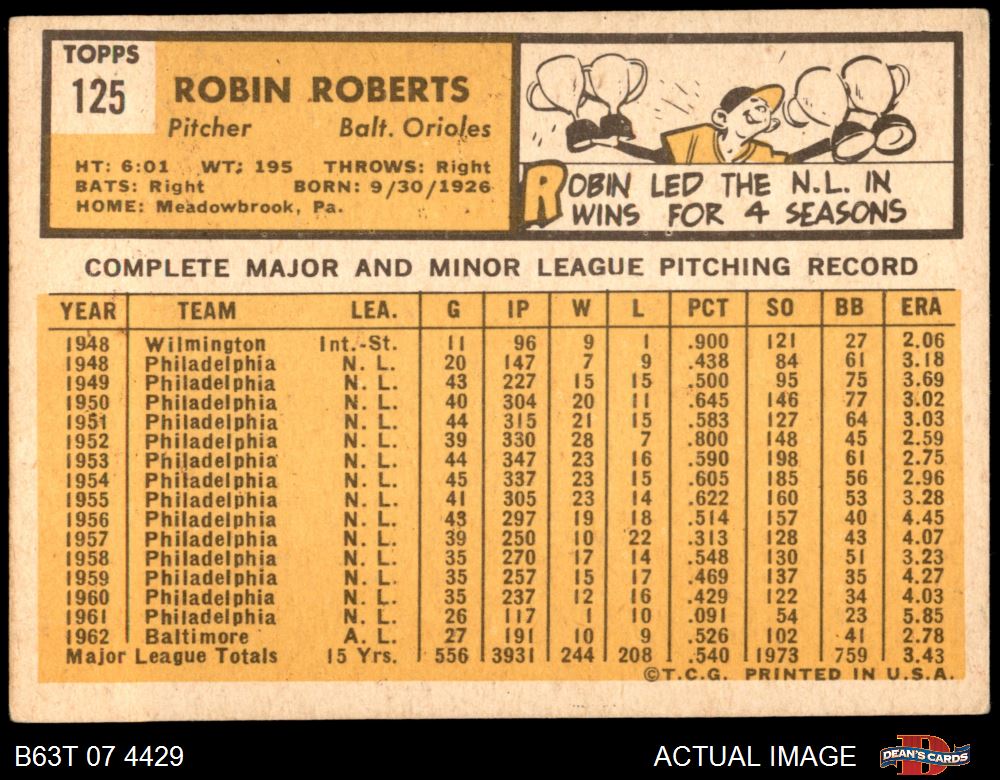 TOPPS
125
ROBIN ROBERTS
Pitcher Balt. Orioles
HT: 6:01 WT: 195 THROWS: Right
BATS: Right BORN: 9/30/1926
HOME: Meadowbrook, Pa.
ROBIN LED THE N.L. IN
WINS FOR 4 SEASONS
COMPLETE MAJOR AND MINOR LEAGUE PITCHING RECORD
YEAR TEAM LEA. G IP W L PCT SO BB ERA
1948 Wilmington Int.-St. 11 96 9 1 .900 121 27 2.06
1948 Philadelphia N. L. 20 147 7 9 .438 84 61 3.18
1949 Philadelphia N. L. 43 227 15 15 .500 95 75 3.69
1950 Philadelphia N. L. 40 304 20 11 .645 146 77 3.02
1951 Philadelphia N. L. 44 315 21 15 .583 127 64 3.03
1952 Philadelphia N. L. 39 330 28 7 .800 148 45 2.59
1953 Philadelphia N. L. 44 347 23 16 .590 198 61 2.75
1954 Philadelphia N. L. 45 337 23 15 .605 185 56 2.96
1955 Philadelphia N. L. 41 305 23 14 .622 160 53 3.28
1956 Philadelphia N. L. 43 297 19 18 .514 157 40 4.45
1957 Philadelphia N. L. 39 250 10 22 .313 128 43 4.07
1958 Philadelphia N. L. 35 270 17 14 .548 130 51 3.23
1959 Philadelphia N. L. 35 257 15 17 .469 137 35 4.27
1960 Philadelphia N. L. 35 237 12 16 .429 122 34 4.03
1961 Philadelphia N. L. 26 117 1 10 .091 54 23 5.85
1962 Baltimore A. L. 27 191 10 9 .526 102 41 2.78
Major League Totals 15 Yrs. 556 3931 244 208 .540 1973 759 3.43
©T.C.G. PRINTED IN U.S.A.
B63T 07 4429 ACTUAL IMAGE DEAN'S CARDS